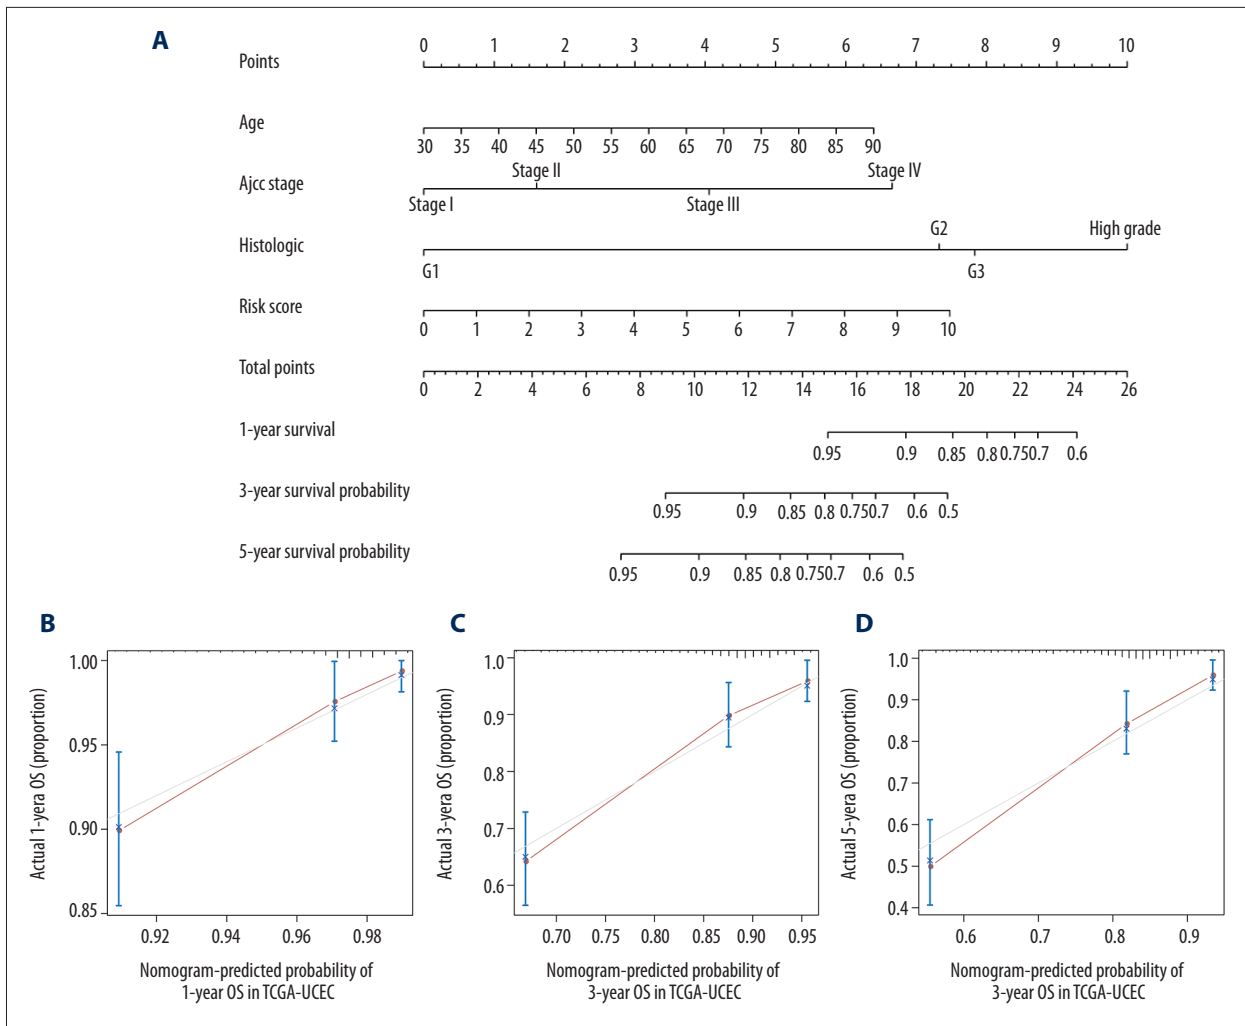 A
Points
0 1 2 3 4 5 6 7 8 9 10
Age
30 35 40 45 50 55 60 65 70 75 80 85 90
Ajcc stage
Stage II Stage IV
Stage I Stage III
Histologic
G2 High grade
G1 G3
Risk score
0 1 2 3 4 5 6 7 8 9 10
Total points
0 2 4 6 8 10 12 14 16 18 20 22 24 26
1-year survival
0.95 0.9 0.85 0.8 0.75 0.7 0.6
3-year survival probability
0.95 0.9 0.85 0.8 0.75 0.7 0.6 0.5
5-year survival probability
0.95 0.9 0.85 0.8 0.75 0.7 0.6 0.5
B
Actual 1-yera OS (proportion)
1.00
0.95
0.90
0.85
0.92 0.94 0.96 0.98
Nomogram-predicted probability of
1-year OS in TCGA-UCEC
C
Actual 3-yera OS (proportion)
1.0
0.9
0.8
0.7
0.6
0.70 0.75 0.80 0.85 0.90 0.95
Nomogram-predicted probability of
3-year OS in TCGA-UCEC
D
Actual 5-yera OS (proportion)
1.0
0.9
0.8
0.7
0.6
0.5
0.4
0.6 0.7 0.8 0.9
Nomogram-predicted probability of
3-year OS in TCGA-UCEC